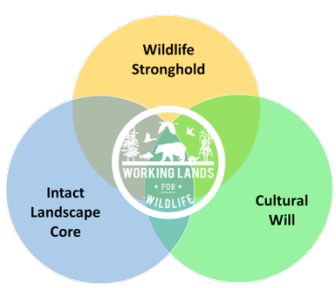 Wildlife
Stronghold
WORKING LANDS
• FOR •
WILDLIFE
Intact
Landscape
Core
Cultural
Will